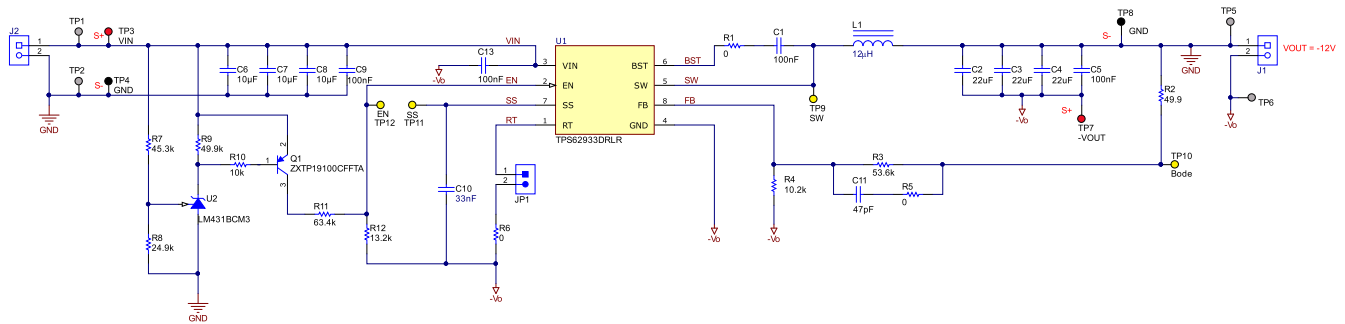 J2
1
2
TP1
S+
TP3
VIN
TP2
S-
TP4
GND
GND
C6
10µF
C7
10µF
C8
10µF
C9
100nF
VIN
C13
100nF
-Vo
EN
SS
RT
EN
TP12
SS
TP11
U1
3
VIN
2
EN
7
SS
1
RT
BST
6
SW
5
FB
8
GND
4
TPS62933DRLR
BST
SW
FB
R1
0
C1
100nF
L1
12µH
TP9
SW
C2
22uF
C3
22uF
C4
22uF
C5
100nF
-Vo
S+
TP7
-VOUT
S-
TP8
GND
R2
49.9
GND
TP5
1
2
J1
VOUT = -12V
TP6
-Vo
R7
45.3k
R9
49.9k
R10
10k
1
2
3
Q1
ZXTP19100CFFTA
U2
LM431BCM3
R8
24.9k
GND
R11
63.4k
R12
13.2k
C10
33nF
1
2
JP1
R6
0
-Vo
-Vo
R4
10.2k
-Vo
R3
53.6k
C11
47pF
R5
0
TP10
Bode